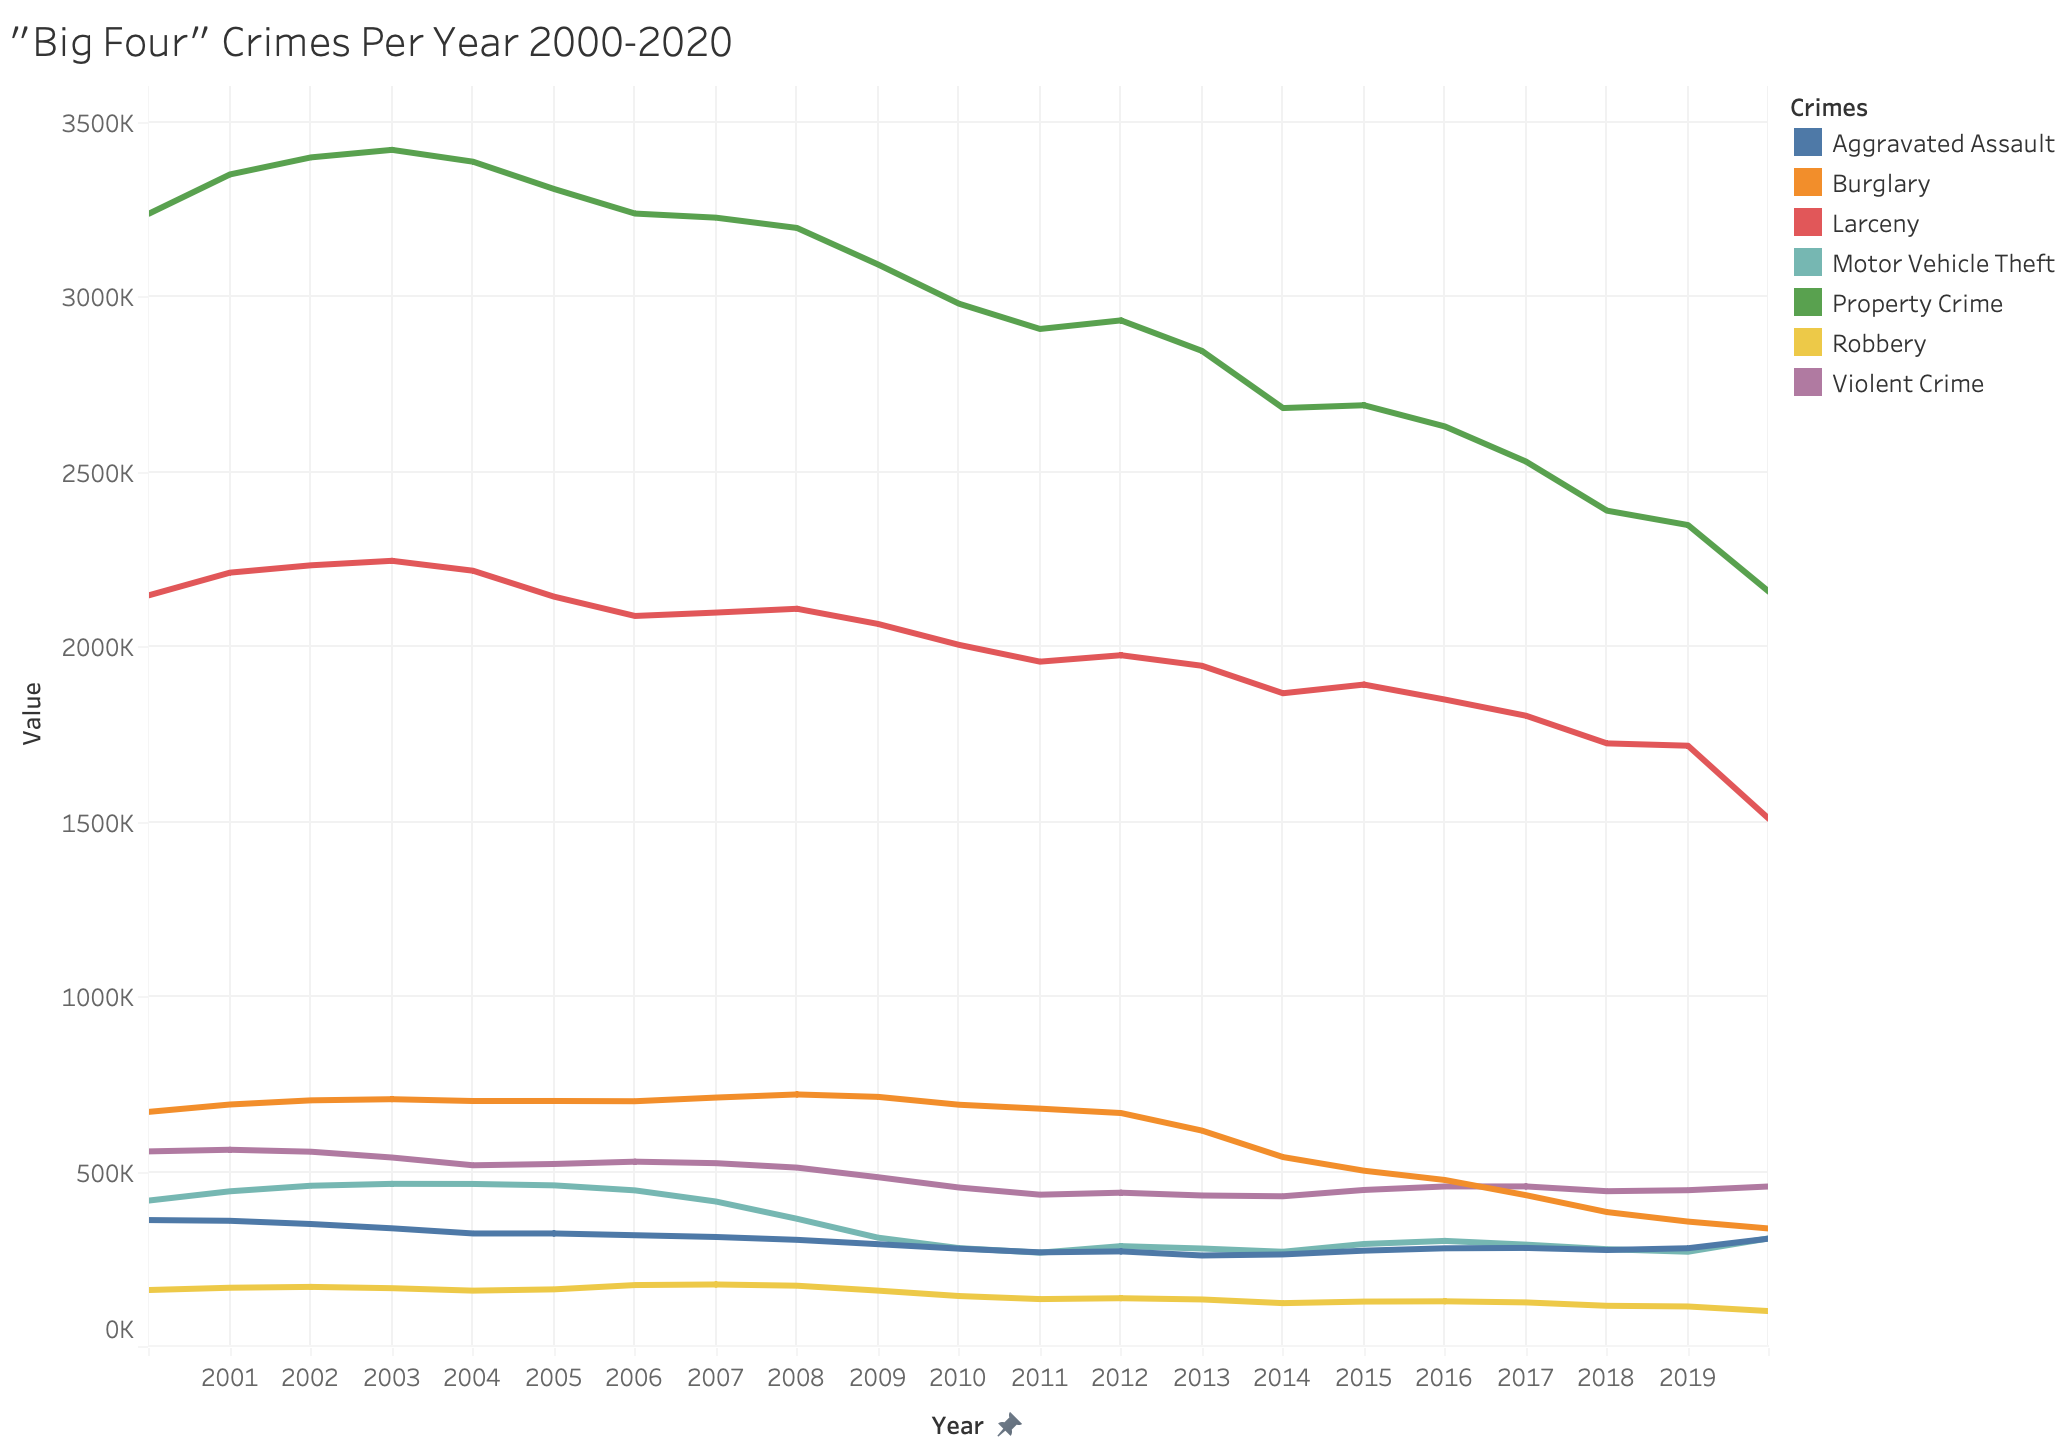 "Big Four" Crimes Per Year 2000-2020
3500K
3000K
2500K
2000K
1500K
1000K
500K
0K
Value
2001 2002 2003 2004 2005 2006 2007 2008 2009 2010 2011 2012 2013 2014 2015 2016 2017 2018 2019
Year
Crimes
Aggravated Assault
Burglary
Larceny
Motor Vehicle Theft
Property Crime
Robbery
Violent Crime